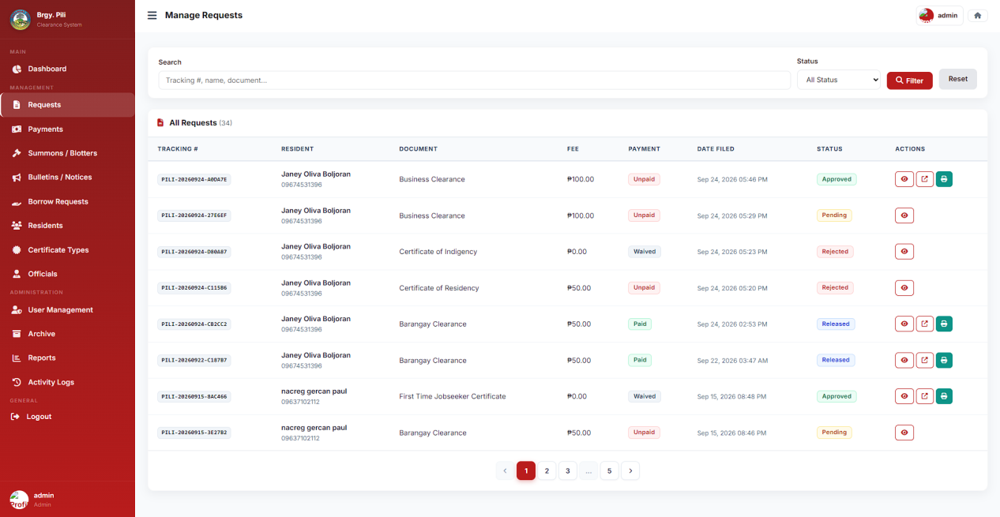 Brgy. Pili
Clearance System
MAIN
Dashboard
MANAGEMENT
Requests
Payments
Summons / Blotters
Bulletins / Notices
Borrow Requests
Residents
Certificate Types
Officials
ADMINISTRATION
User Management
Archive
Reports
Activity Logs
GENERAL
Logout
Profi
admin
Admin
Manage Requests
admin
Search
Tracking #, name, document...
Status
All Status
Filter
Reset
All Requests (34)
TRACKING # RESIDENT DOCUMENT FEE PAYMENT DATE FILED STATUS ACTIONS
PILI-20260924-A0DA7E Janey Oliva Boljoran Business Clearance ₱100.00 Unpaid Sep 24, 2026 05:46 PM Approved
09674531396
PILI-20260924-27E6EF Janey Oliva Boljoran Business Clearance ₱100.00 Unpaid Sep 24, 2026 05:29 PM Pending
09674531396
PILI-20260924-D80A87 Janey Oliva Boljoran Certificate of Indigency ₱0.00 Waived Sep 24, 2026 05:23 PM Rejected
09674531396
PILI-20260924-C115B6 Janey Oliva Boljoran Certificate of Residency ₱50.00 Unpaid Sep 24, 2026 05:20 PM Rejected
09674531396
PILI-20260924-CB2CC2 Janey Oliva Boljoran Barangay Clearance ₱50.00 Paid Sep 24, 2026 02:53 PM Released
09674531396
PILI-20260922-C187B7 Janey Oliva Boljoran Barangay Clearance ₱50.00 Paid Sep 22, 2026 03:47 AM Released
09674531396
PILI-20260915-8AC466 nacreg gercan paul First Time Jobseeker Certificate ₱0.00 Waived Sep 15, 2026 08:48 PM Approved
09637102112
PILI-20260915-3E27B2 nacreg gercan paul Barangay Clearance ₱50.00 Unpaid Sep 15, 2026 08:46 PM Pending
09637102112
1 2 3 ... 5